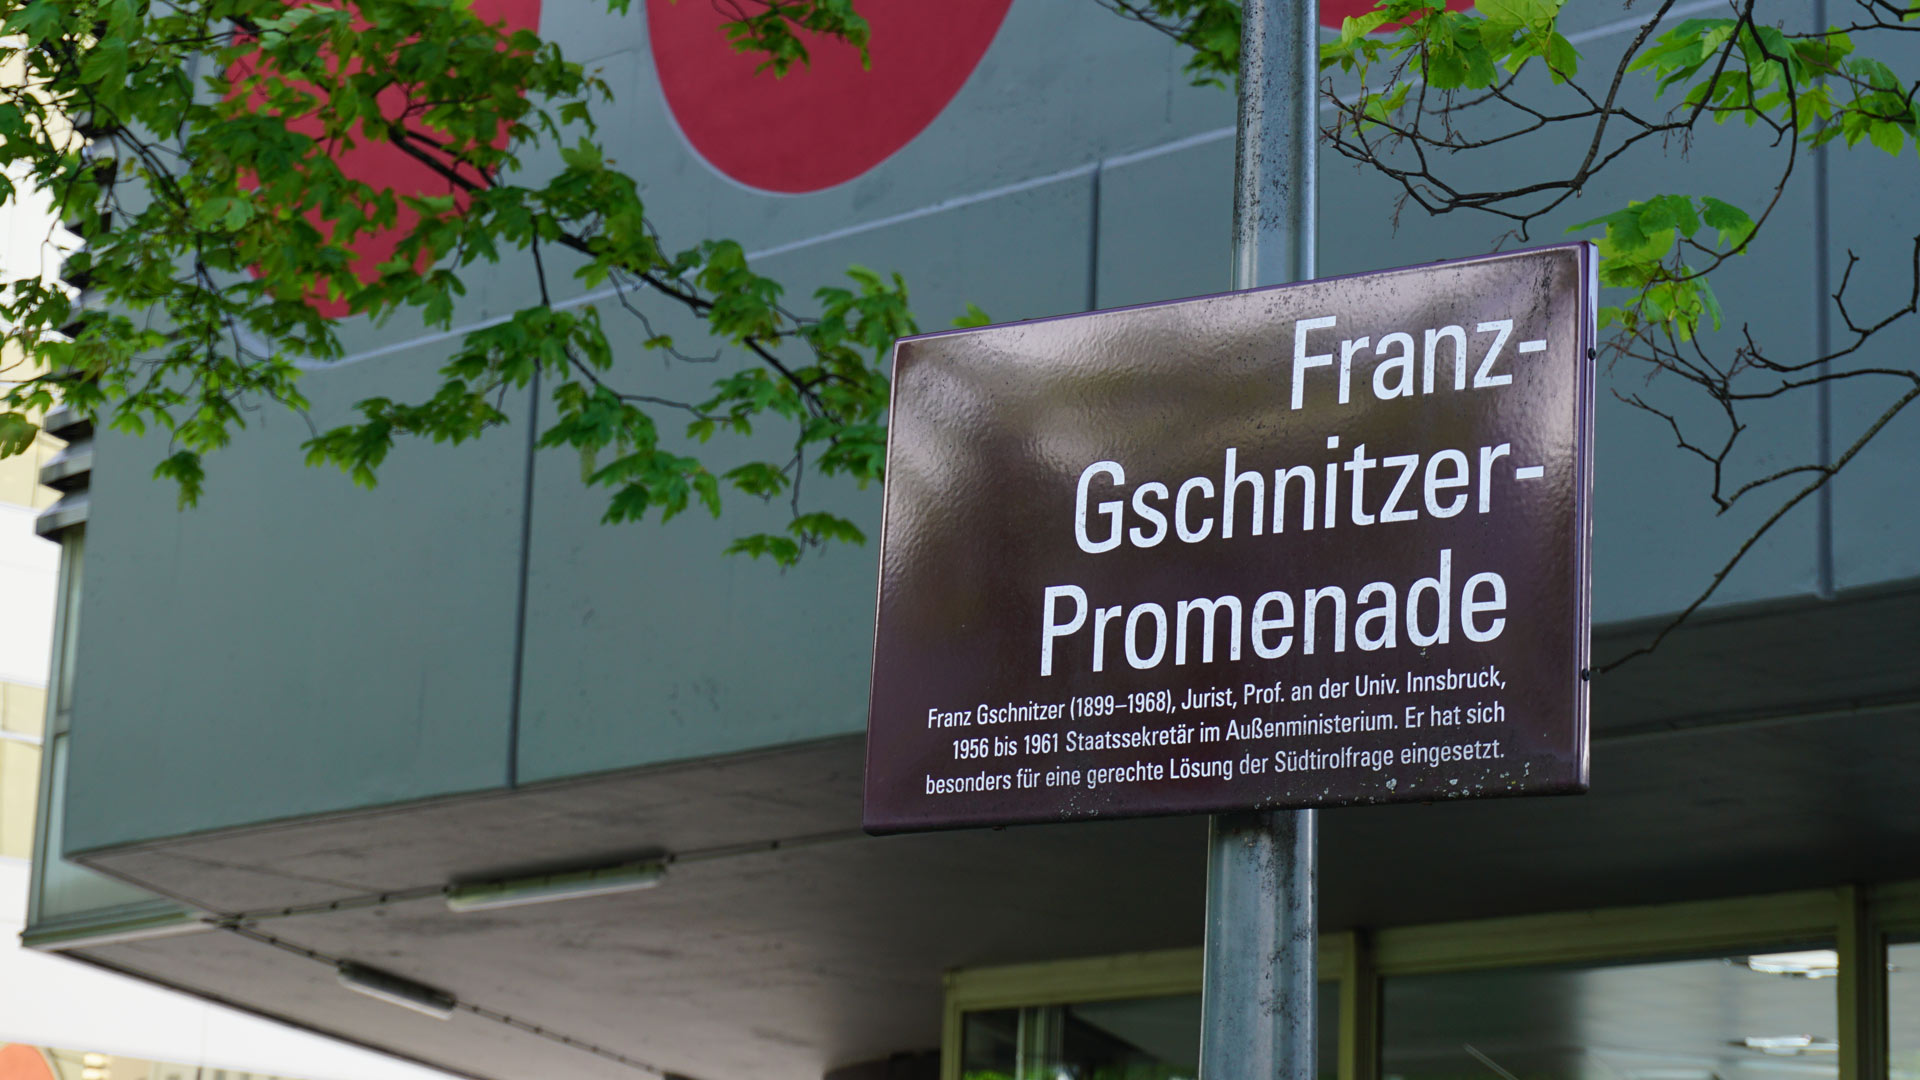 Franz-
Gschnitzer-
Promenade
Franz Gschnitzer (1899–1968), Jurist, Prof. an der Univ. Innsbruck,
1956 bis 1961 Staatssekretär im Außenministerium. Er hat sich
besonders für eine gerechte Lösung der Südtirolfrage eingesetzt.